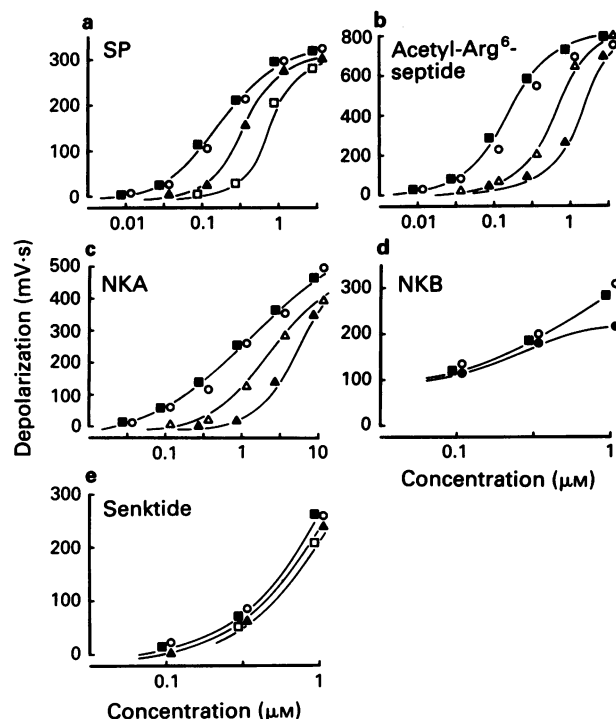 a
SP
300
200
100
0
0.01 0.1 1
b
Acetyl-Arg⁶-
septide
800
600
400
200
0
0.01 0.1 1
Depolarization (mV·s)
c
NKA
500
400
300
200
100
0
0.1 1 10
d
NKB
300
200
100
0
0.1 1
Concentration (µM)
e
Senktide
300
200
100
0
0.1 1
Concentration (µM)